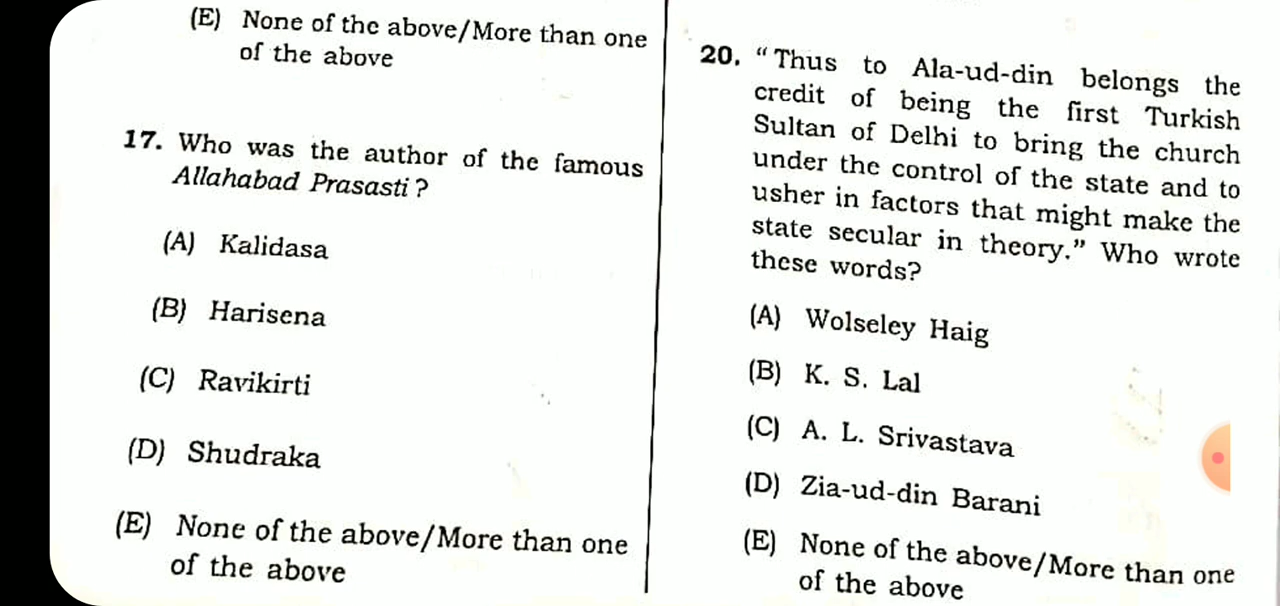 (E) None of the above/More than one
of the above
17. Who was the author of the famous
Allahabad Prasasti?
(A) Kalidasa
(B) Harisena
(C) Ravikirti
(D) Shudraka
(E) None of the above/More than one
of the above
20. “Thus to Ala-ud-din belongs the
credit of being the first Turkish
Sultan of Delhi to bring the church
under the control of the state and to
usher in factors that might make the
state secular in theory.” Who wrote
these words?
(A) Wolseley Haig
(B) K. S. Lal
(C) A. L. Srivastava
(D) Zia-ud-din Barani
(E) None of the above/More than one
of the above